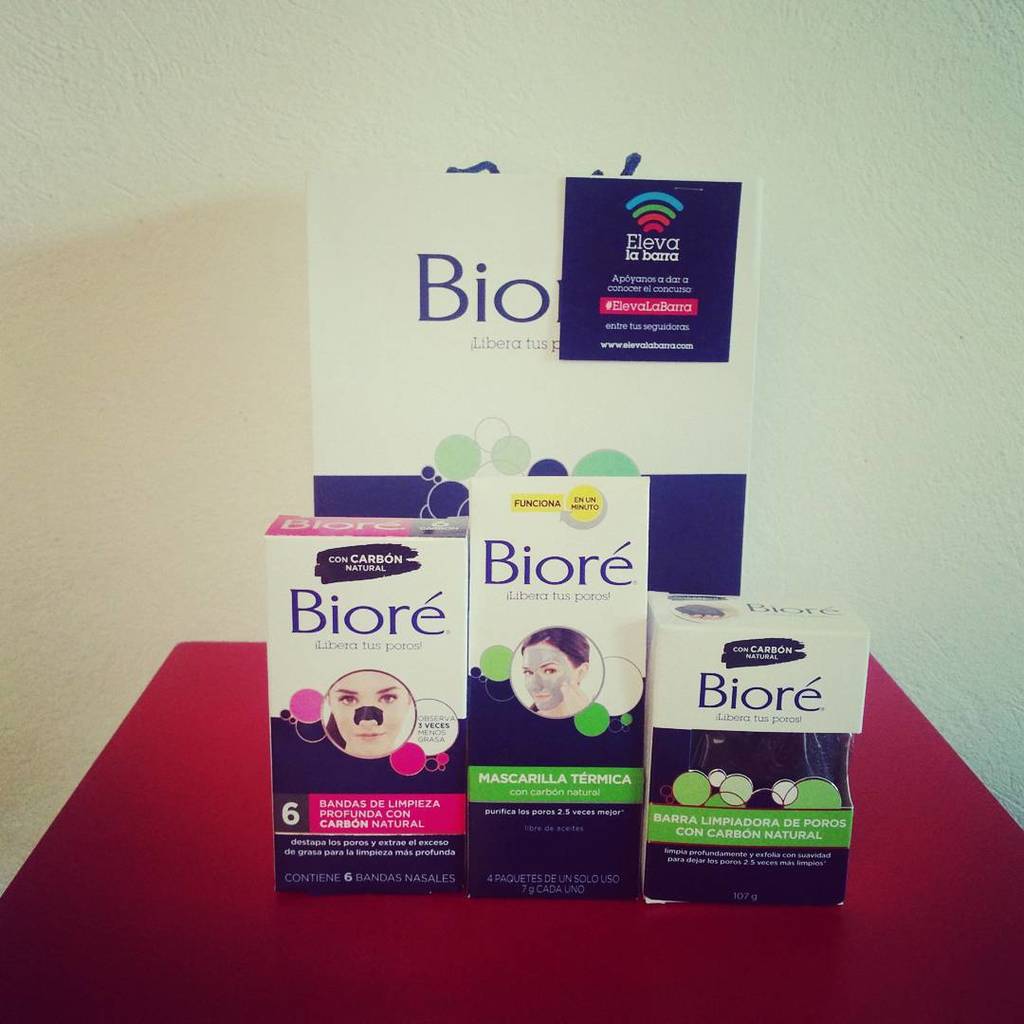 Bio
¡Libera tus p
Eleva
la barra
Apóyanos a dar a
conocer el concurso
#ElevaLaBarra
entre tus seguidoras.
www.elevalabarra.com
Bioré
CON CARBÓN
NATURAL
Bioré
¡Libera tus poros!
OBSERVA
3 VECES
MENOS
GRASA
6
BANDAS DE LIMPIEZA
PROFUNDA CON
CARBÓN NATURAL
destapa los poros y extrae el exceso
de grasa para la limpieza más profunda
CONTIENE 6 BANDAS NASALES
FUNCIONA
EN UN
MINUTO
Bioré
¡Libera tus poros!
MASCARILLA TÉRMICA
con carbón natural
purifica los poros 2.5 veces mejor*
libre de aceites
4 PAQUETES DE UN SOLO USO
7 g CADA UNO
Bioré
CON CARBÓN
NATURAL
Bioré
¡Libera tus poros!
BARRA LIMPIADORA DE POROS
CON CARBÓN NATURAL
limpia profundamente y exfolia con suavidad
para dejar los poros 2.5 veces más limpios*
107 g